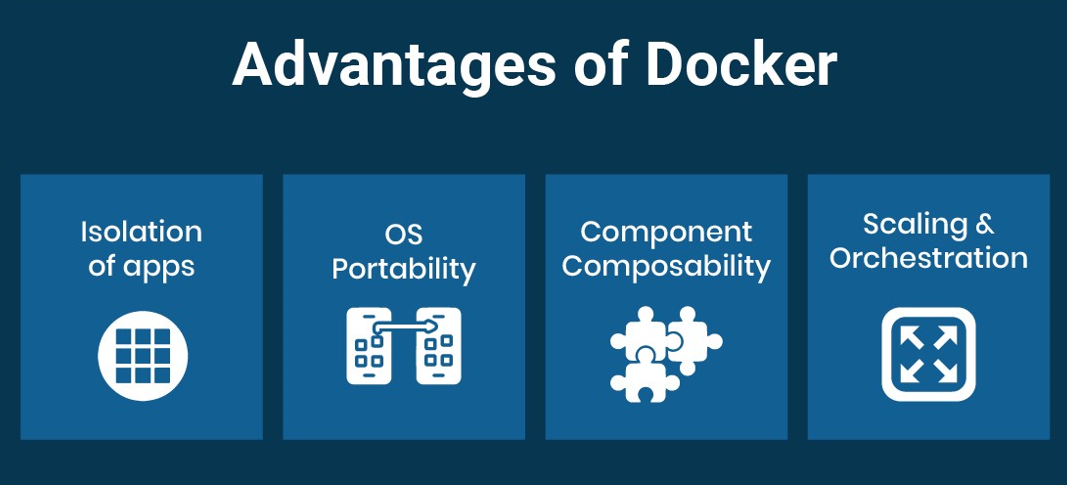 Advantages of Docker
Isolation
of apps
OS
Portability
Component
Composability
Scaling &
Orchestration